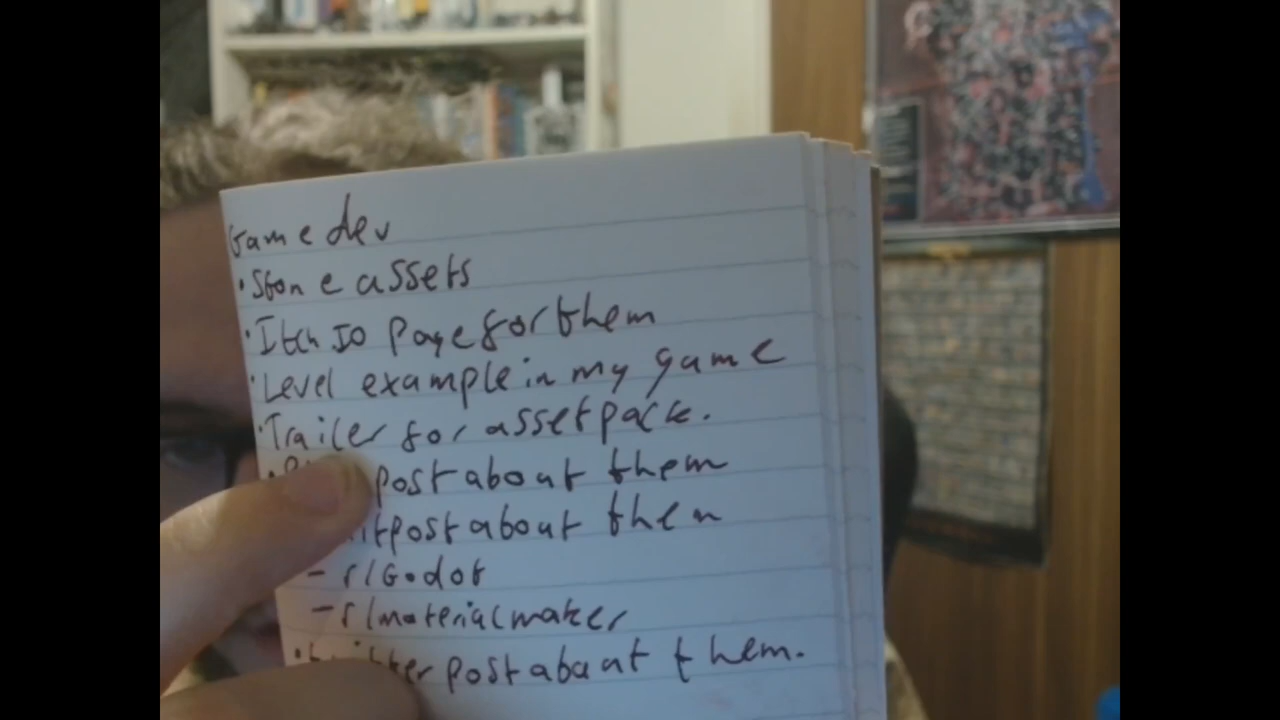 Game dev
• Stone assets
• Itch IO page for them
• Level example in my game
• Trailer for asset pack.
• post about them
post about them
- r/Godot
- r/materialmaker
• Twitter post about them.